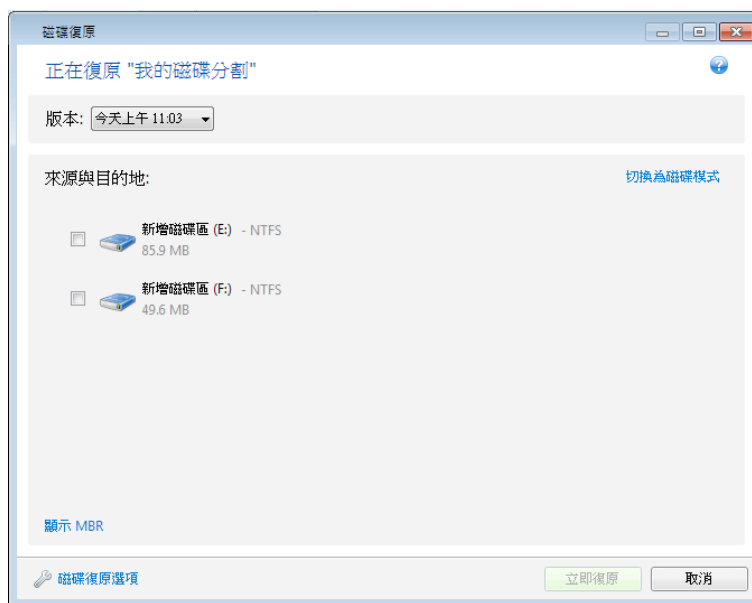 磁碟復原
正在復原 "我的磁碟分割"
版本: 今天上午 11:03
來源與目的地: 切換為磁碟模式
新增磁碟區 (E:) - NTFS
85.9 MB
新增磁碟區 (F:) - NTFS
49.6 MB
顯示 MBR
磁碟復原選項 立即復原 取消